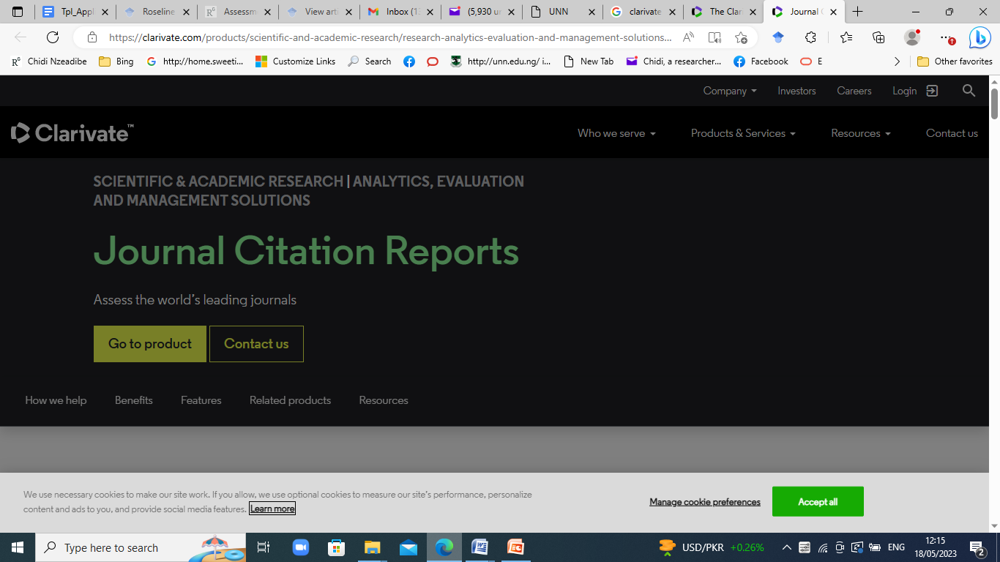 Tpl_Appl
Roseline
Assessm
View arti
Inbox (1
(5,930 u
UNN
clarivate
The Clar
Journal C
https://clarivate.com/products/scientific-and-academic-research/research-analytics-evaluation-and-management-solutions...
Chidi Nzeadibe
Bing
http://home.sweeti...
Customize Links
Search
http://unn.edu.ng/ i...
New Tab
Chidi, a researcher...
Facebook
E
Other favorites
Company
Investors
Careers
Login
Clarivate™
Who we serve
Products & Services
Resources
Contact us
SCIENTIFIC & ACADEMIC RESEARCH | ANALYTICS, EVALUATION
AND MANAGEMENT SOLUTIONS
Journal Citation Reports
Assess the world's leading journals
Go to product
Contact us
How we help
Benefits
Features
Related products
Resources
We use necessary cookies to make our site work. If you allow, we use optional cookies to measure our site's performance, personalize
content and ads to you, and provide social media features. Learn more
Manage cookie preferences
Accept all
Type here to search
USD/PKR +0.26%
ENG
12:15
18/05/2023
2